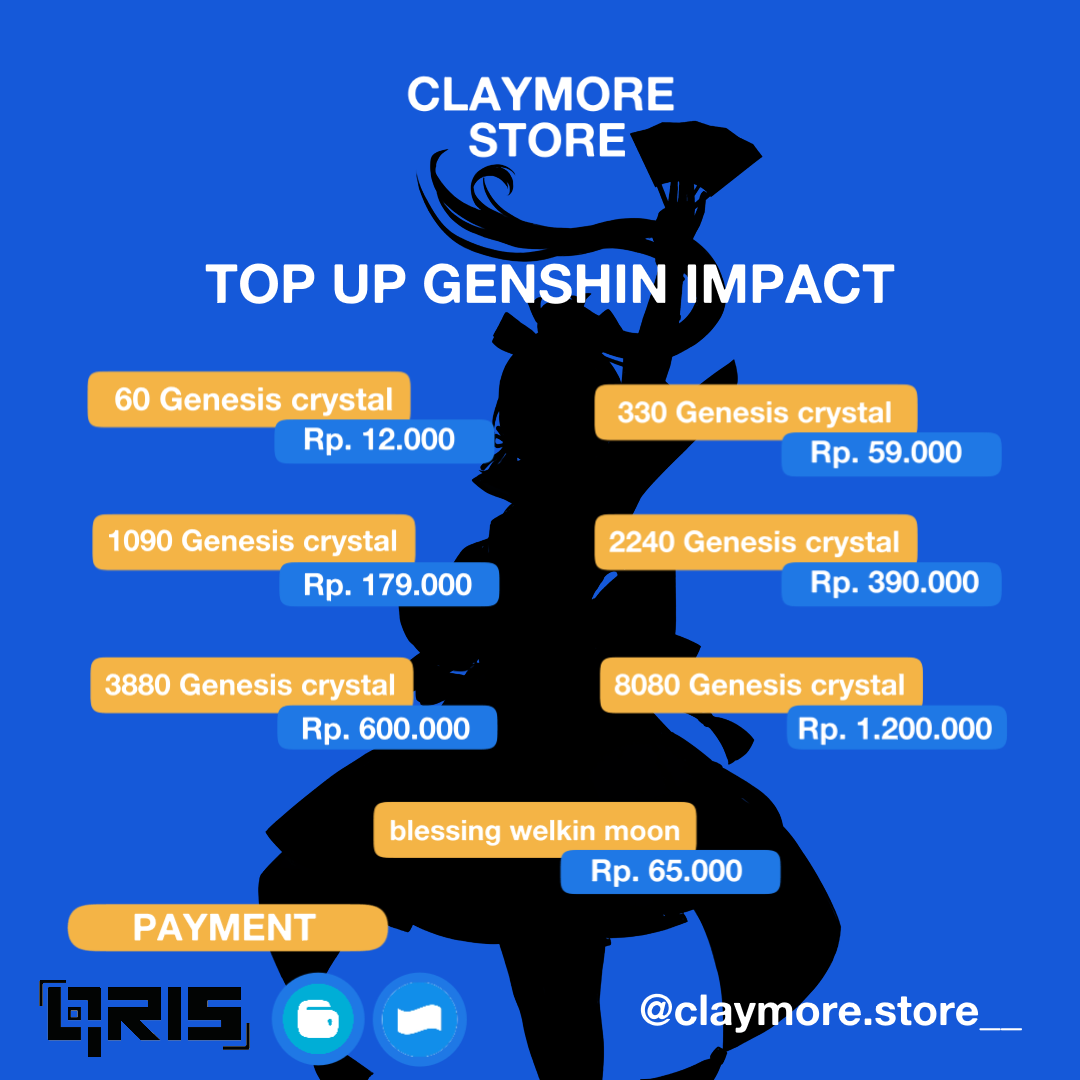 CLAYMORE
STORE
TOP UP GENSHIN IMPACT
60 Genesis crystal
Rp. 12.000
330 Genesis crystal
Rp. 59.000
1090 Genesis crystal
Rp. 179.000
2240 Genesis crystal
Rp. 390.000
3880 Genesis crystal
Rp. 600.000
8080 Genesis crystal
Rp. 1.200.000
blessing welkin moon
Rp. 65.000
PAYMENT
QRIS
@claymore.store__